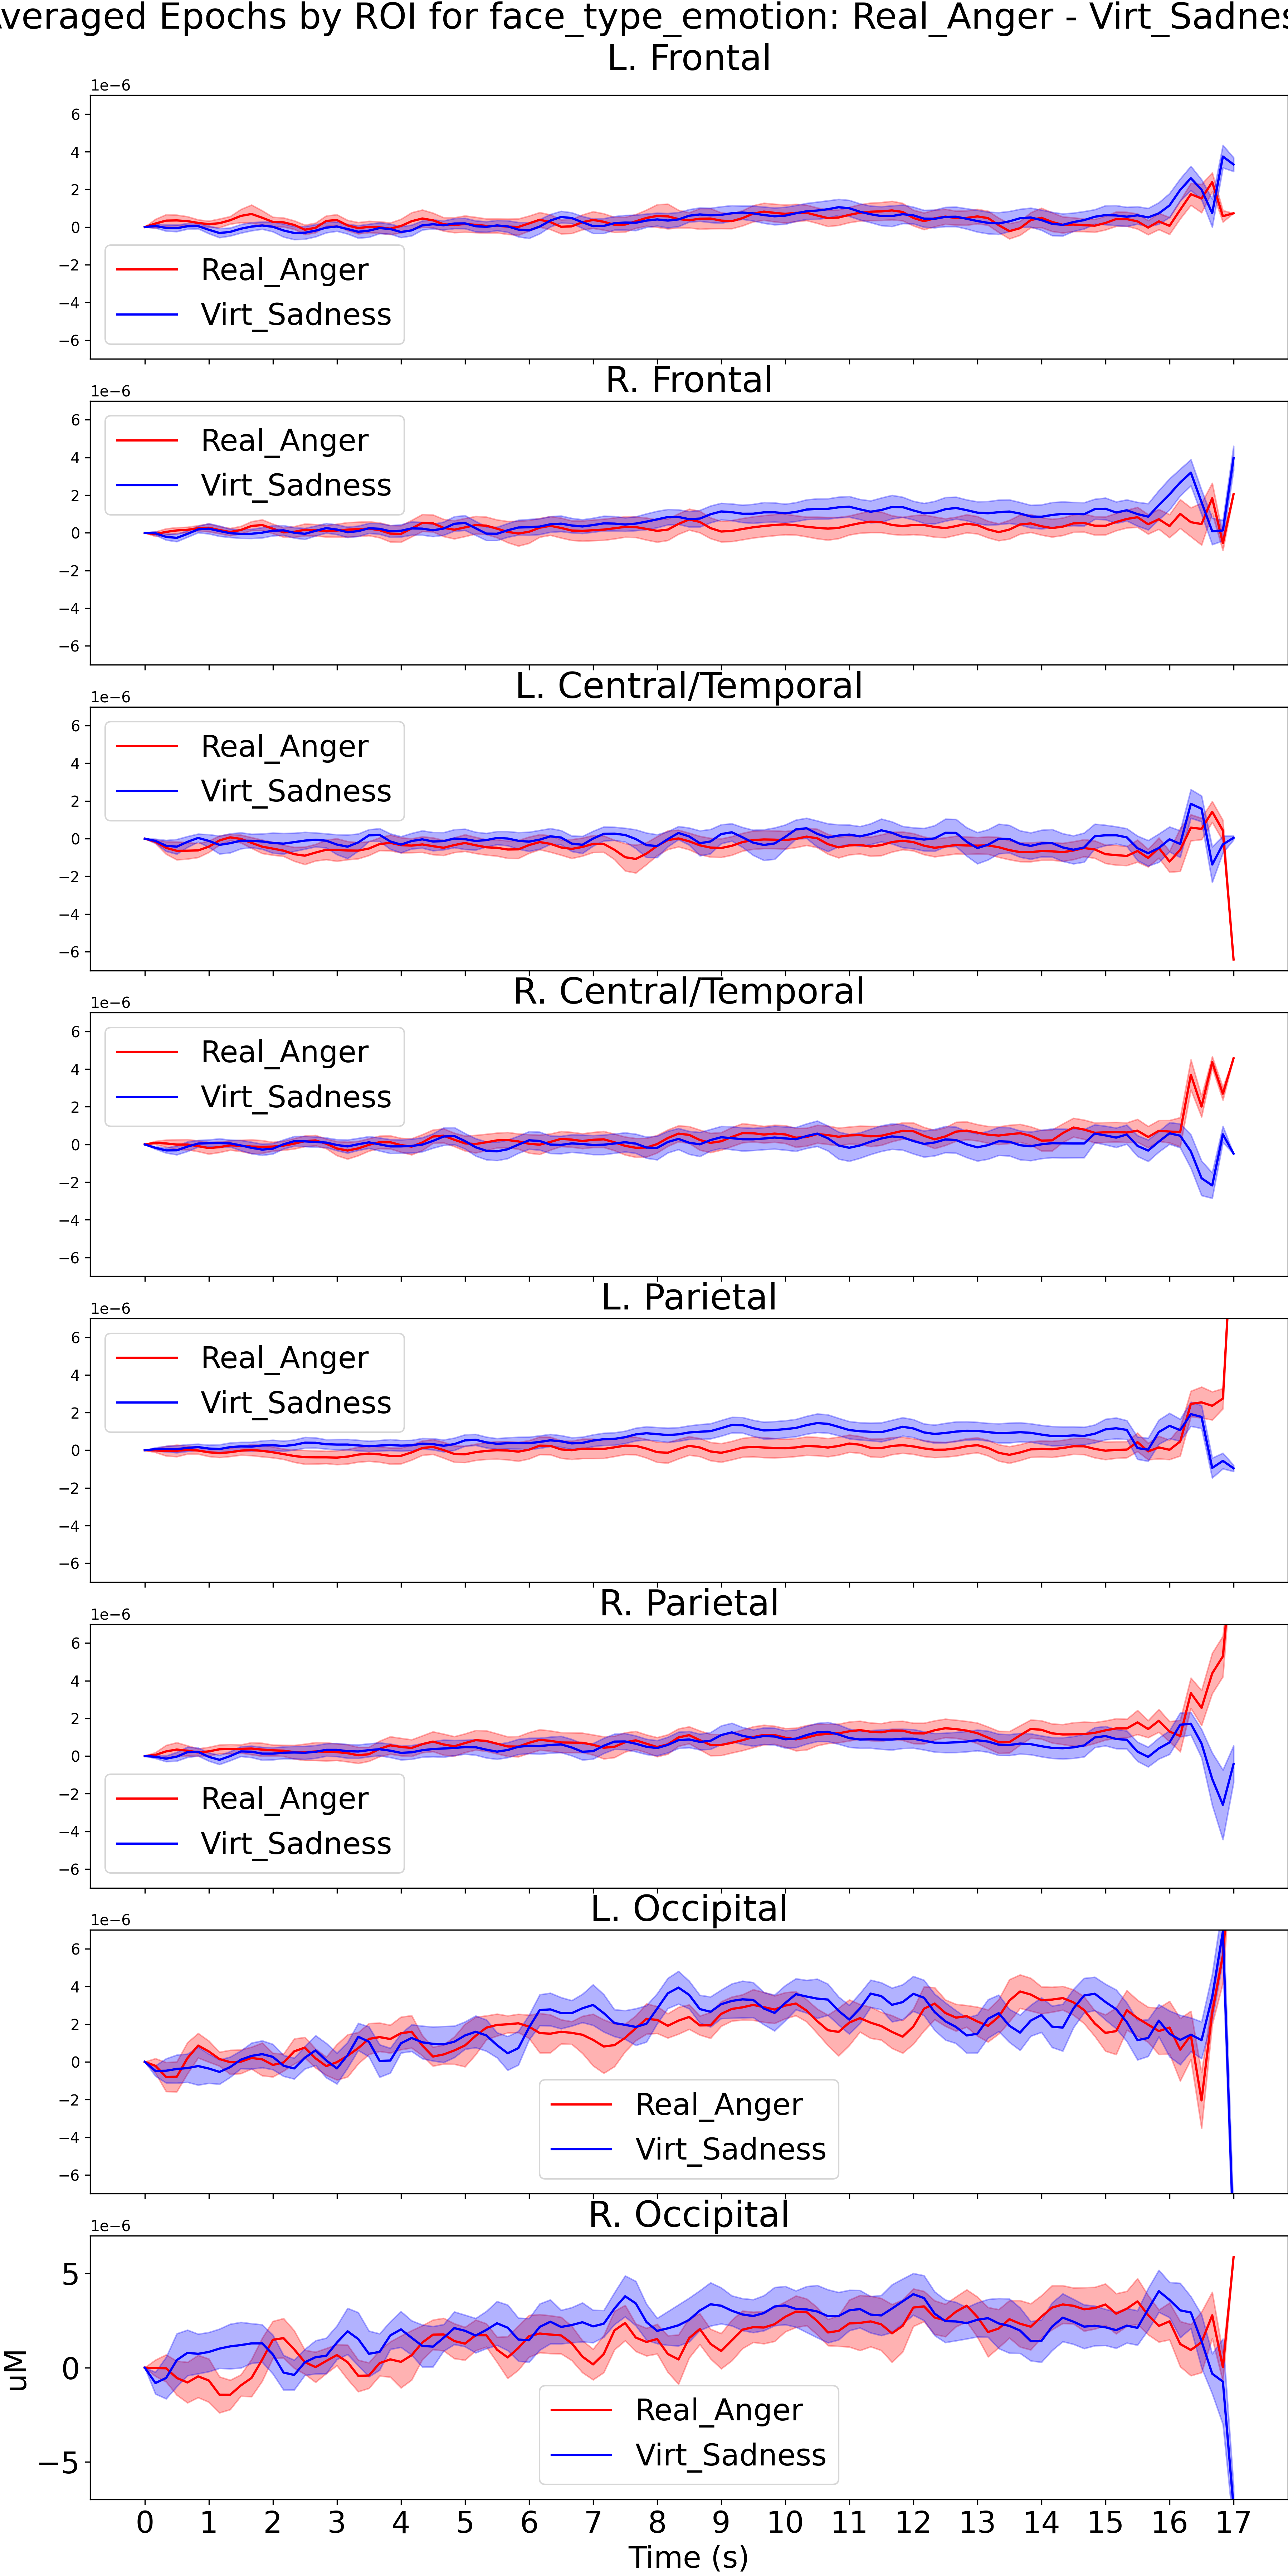 veraged Epochs by ROI for face_type_emotion: Real_Anger - Virt_Sadnes
L. Frontal
1e−6
6
4
2
0
−2
−4
−6
Real_Anger
Virt_Sadness
R. Frontal
1e−6
6
4
2
0
−2
−4
−6
Real_Anger
Virt_Sadness
L. Central/Temporal
1e−6
6
4
2
0
−2
−4
−6
Real_Anger
Virt_Sadness
R. Central/Temporal
1e−6
6
4
2
0
−2
−4
−6
Real_Anger
Virt_Sadness
L. Parietal
1e−6
6
4
2
0
−2
−4
−6
Real_Anger
Virt_Sadness
R. Parietal
1e−6
6
4
2
0
−2
−4
−6
Real_Anger
Virt_Sadness
L. Occipital
1e−6
6
4
2
0
−2
−4
−6
Real_Anger
Virt_Sadness
R. Occipital
1e−6
5
0
−5
uM
Real_Anger
Virt_Sadness
0 1 2 3 4 5 6 7 8 9 10 11 12 13 14 15 16 17
Time (s)